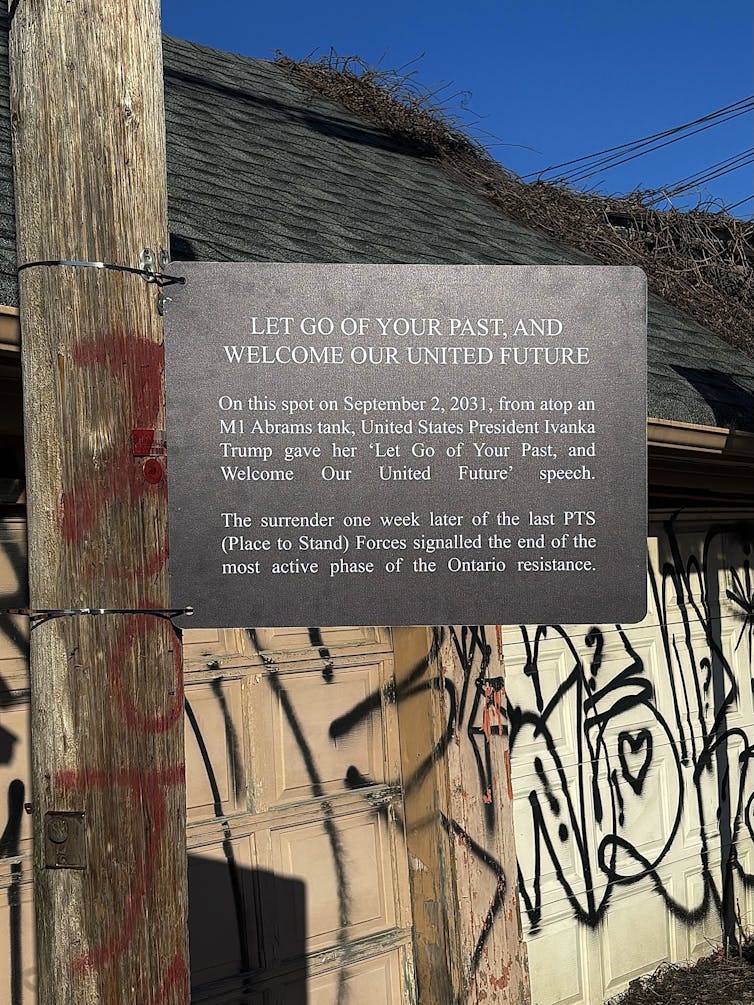 LET GO OF YOUR PAST, AND
WELCOME OUR UNITED FUTURE
On this spot on September 2, 2031, from atop an
M1 Abrams tank, United States President Ivanka
Trump gave her ‘Let Go of Your Past, and
Welcome Our United Future’ speech.
The surrender one week later of the last PTS
(Place to Stand) Forces signalled the end of the
most active phase of the Ontario resistance.